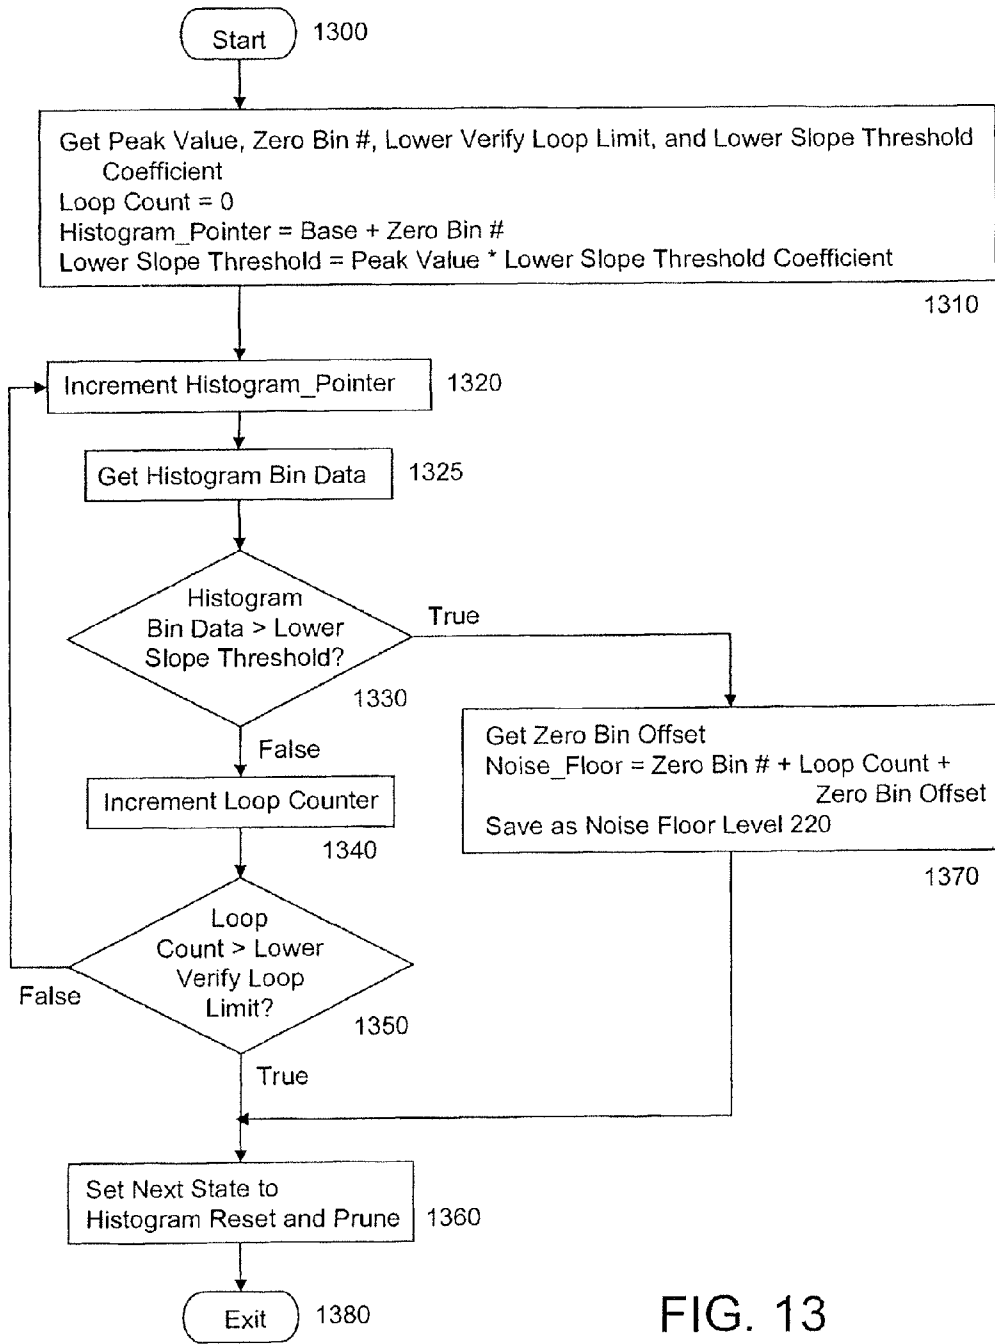 Start 1300
Get Peak Value, Zero Bin #, Lower Verify Loop Limit, and Lower Slope Threshold
Coefficient
Loop Count = 0
Histogram_Pointer = Base + Zero Bin #
Lower Slope Threshold = Peak Value * Lower Slope Threshold Coefficient
1310
Increment Histogram_Pointer 1320
Get Histogram Bin Data 1325
Histogram
Bin Data > Lower
Slope Threshold?
1330
True
False
Increment Loop Counter
1340
Loop
Count > Lower
Verify Loop
Limit?
1350
False
True
Get Zero Bin Offset
Noise_Floor = Zero Bin # + Loop Count +
Zero Bin Offset
Save as Noise Floor Level 220
1370
Set Next State to
Histogram Reset and Prune 1360
Exit 1380
FIG. 13